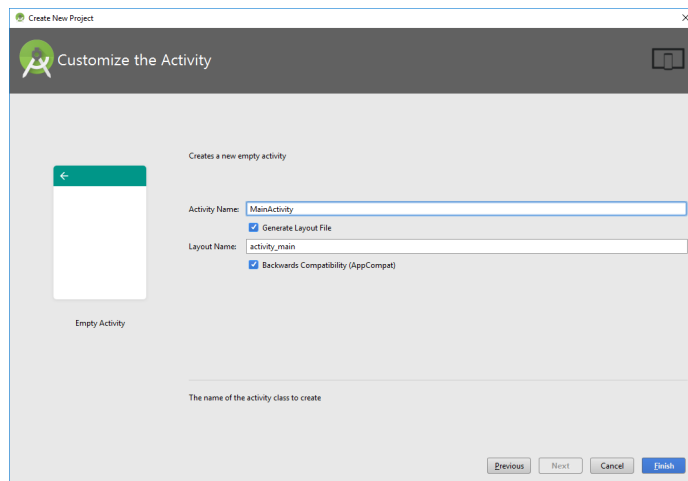 Create New Project
Customize the Activity
Creates a new empty activity
Activity Name: MainActivity
Generate Layout File
Layout Name: activity_main
Backwards Compatibility (AppCompat)
Empty Activity
The name of the activity class to create
Previous Next Cancel Finish